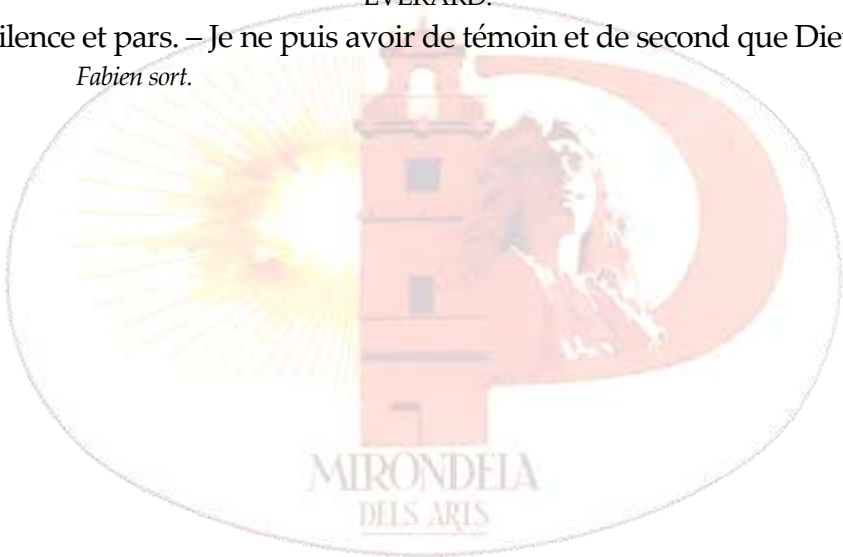 EVERARD.
ilence et pars. – Je ne puis avoir de témoin et de second que Die
Fabien sort.
MIRONDELA
DELS ARTS